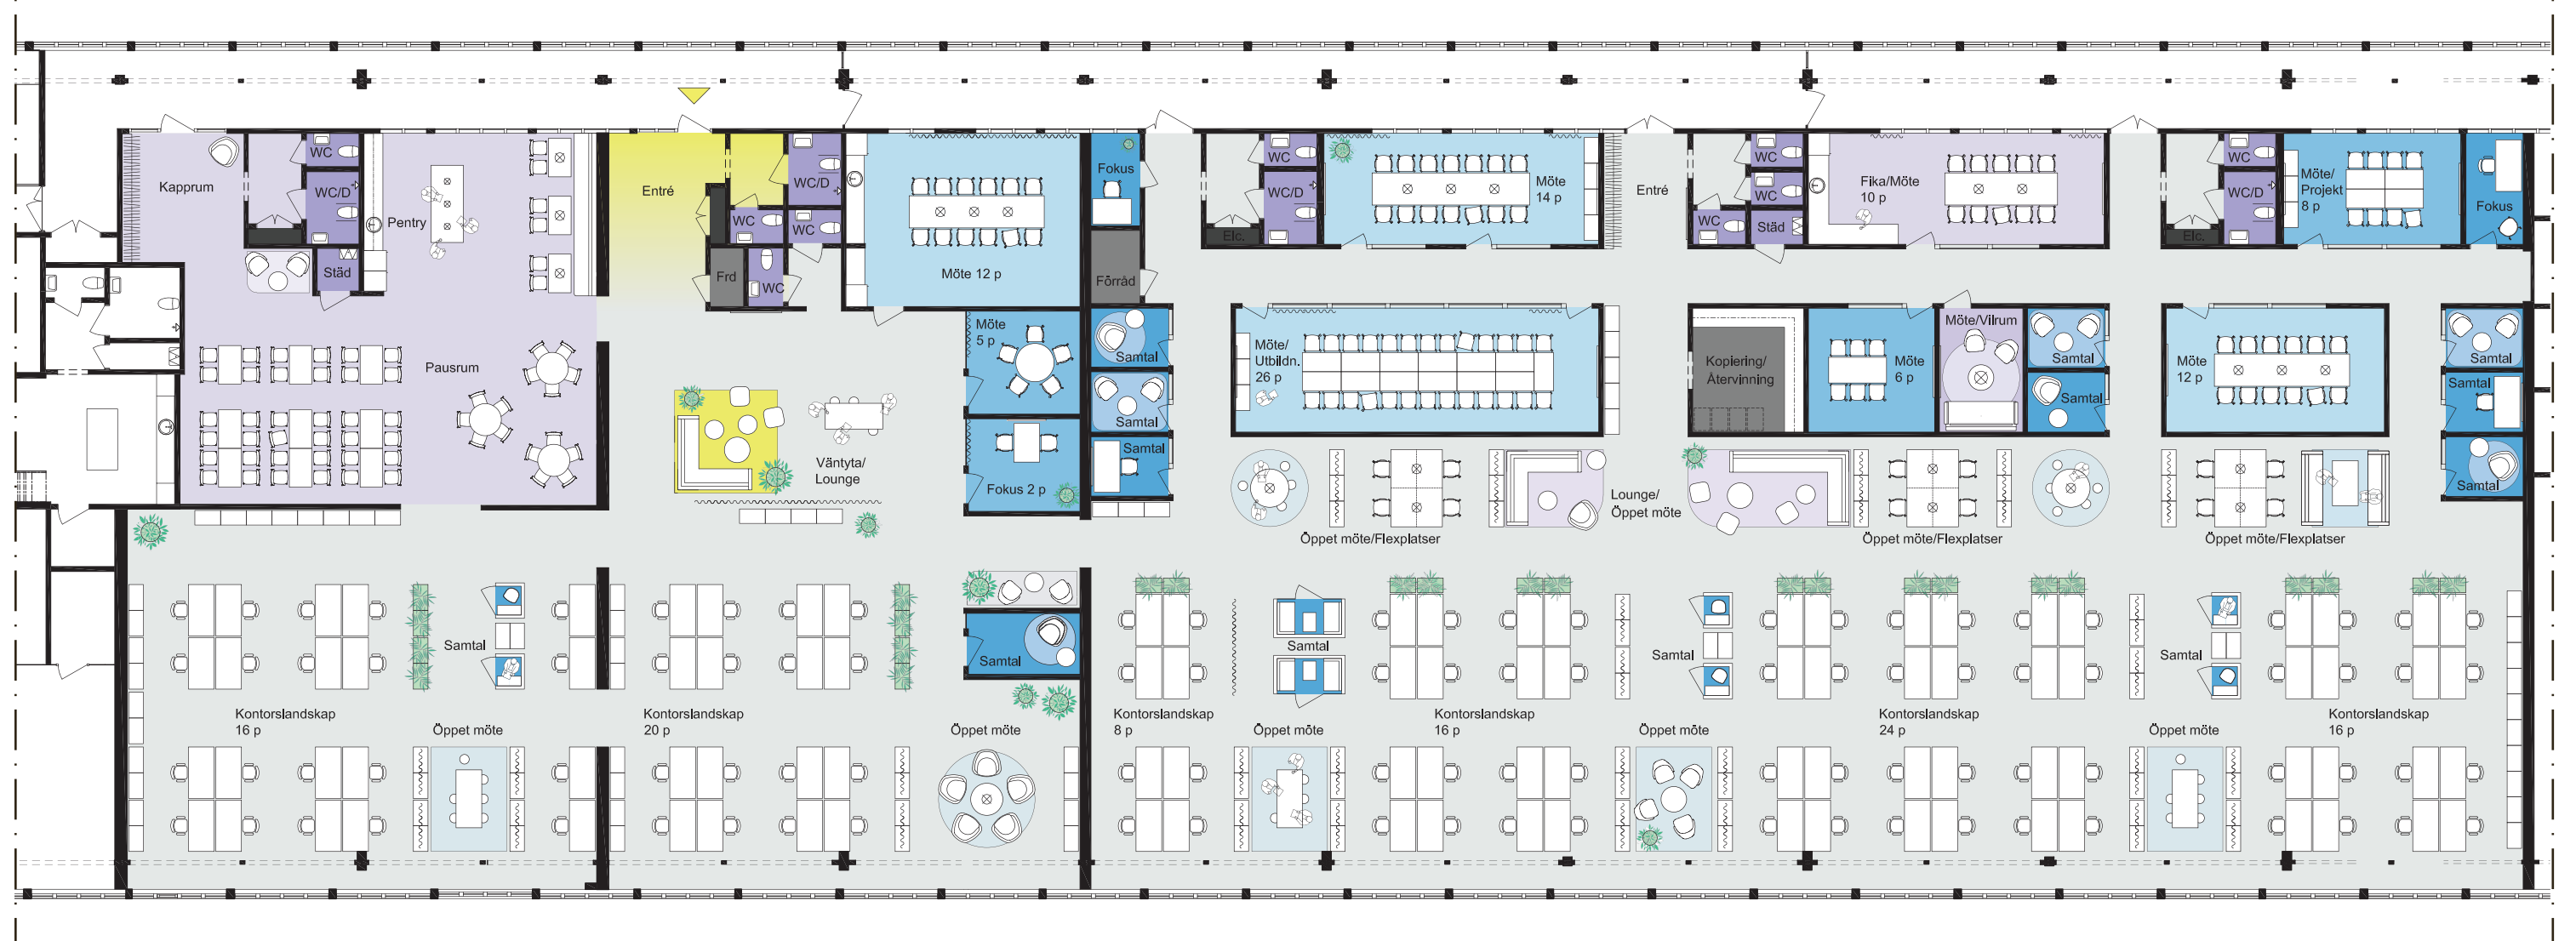 Kapprum
WC
WC/D
Pentry
Städ
Pausrum
Entré
WC/D
WC
WC
Frd
WC
Möte 12 p
Möte
5 p
Fokus 2 p
Väntyta/
Lounge
Fokus
Förråd
Samtal
Samtal
Samtal
WC
WC/D
Elc.
Möte
14 p
Möte/
Utbildn.
26 p
Entré
WC
WC
WC
Städ
Fika/Möte
10 p
Kopiering/
Återvinning
Möte
6 p
Möte/Vilrum
Samtal
Samtal
WC
WC/D
Elc.
Möte/
Projekt
8 p
Fokus
Möte
12 p
Samtal
Samtal
Samtal
Lounge/
Öppet möte
Öppet möte/Flexplatser
Öppet möte/Flexplatser
Öppet möte/Flexplatser
Samtal
Samtal
Samtal
Samtal
Samtal
Kontorslandskap
16 p
Öppet möte
Kontorslandskap
20 p
Öppet möte
Kontorslandskap
8 p
Öppet möte
Kontorslandskap
16 p
Öppet möte
Kontorslandskap
24 p
Öppet möte
Kontorslandskap
16 p